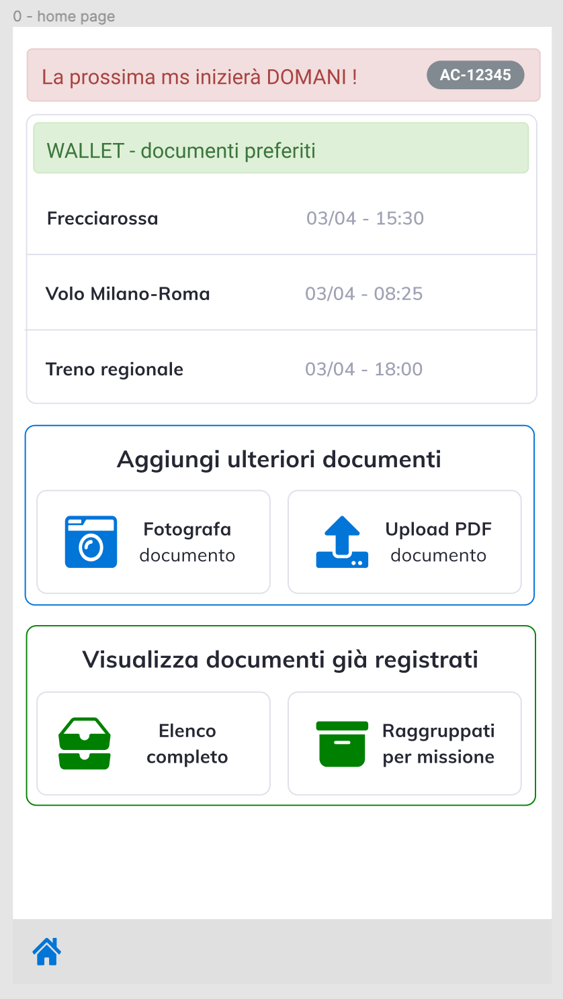 0 - home page
La prossima ms inizierà DOMANI !
AC-12345
WALLET - documenti preferiti
Frecciarossa 03/04 - 15:30
Volo Milano-Roma 03/04 - 08:25
Treno regionale 03/04 - 18:00
Aggiungi ulteriori documenti
Fotografa
documento
Upload PDF
documento
Visualizza documenti già registrati
Elenco
completo
Raggruppati
per missione